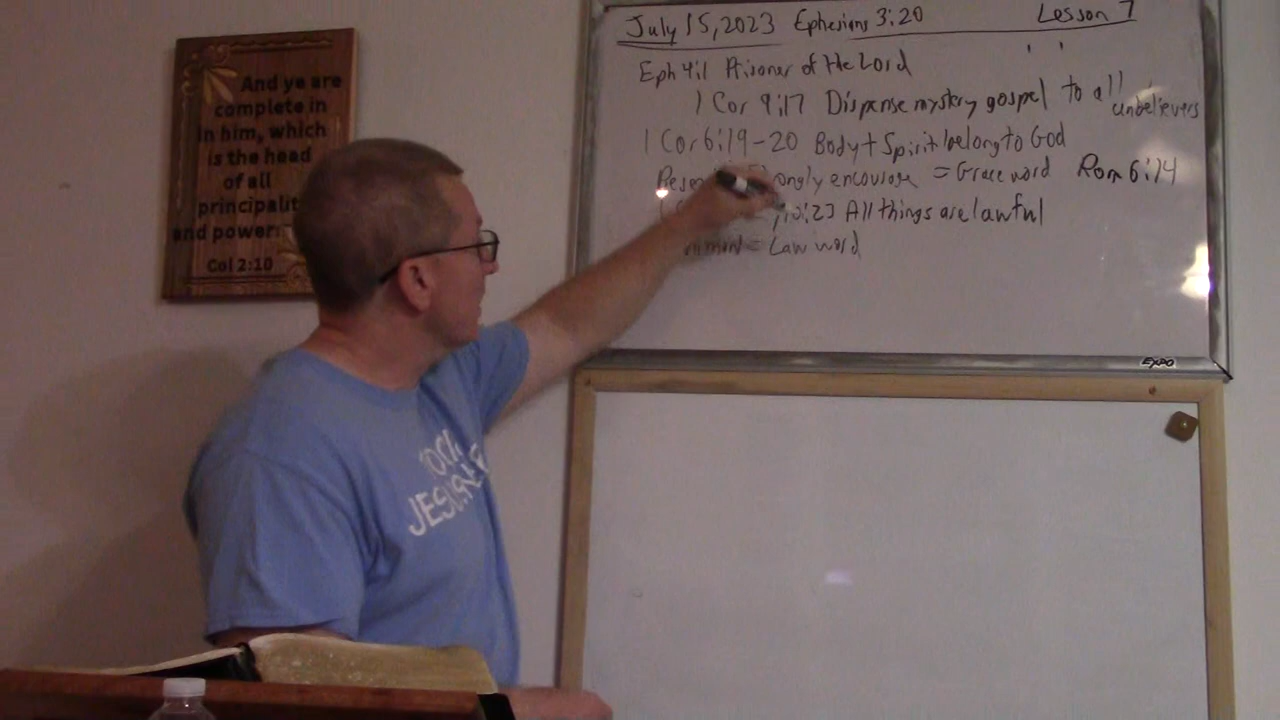 And ye are
complete in
him, which
is the head
of all
and power
Col 2:10
July 15, 2023 Ephesians 3:20 Lesson 7
Eph 4:1 Prisoner of the Lord
1 Cor 9:17 Dispense mystery gospel to all unbelievers
1 Cor 6:19-20 Body + Spirit belong to God
encourage = Grace word Rom 6:14
10:23 All things are lawful
= Law word
EXPO
JESUS